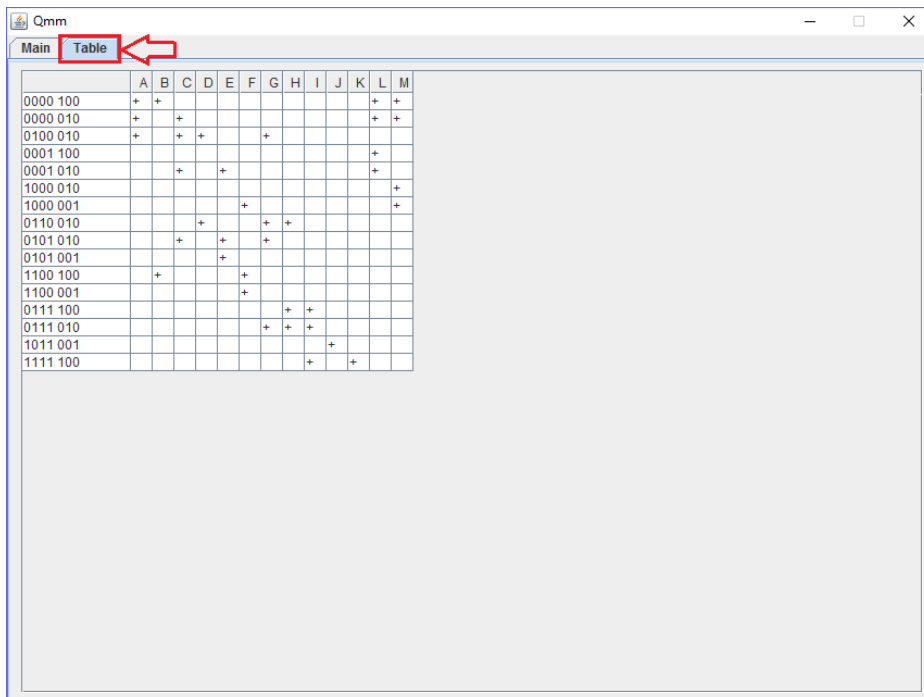 Qmm
Main Table
A B C D E F G H I J K L M
0000 100 + + + +
0000 010 + + + +
0100 010 + + + +
0001 100 +
0001 010 + + +
1000 010 +
1000 001 + +
0110 010 + + +
0101 010 + + +
0101 001 +
1100 100 + +
1100 001 +
0111 100 + +
0111 010 + + +
1011 001 +
1111 100 + +